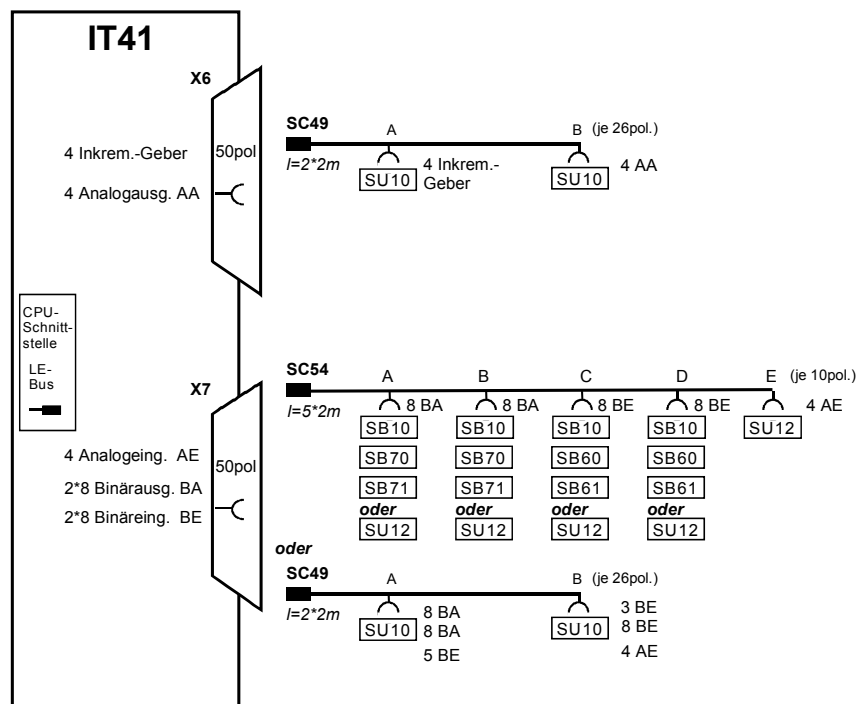 IT41
X6
50pol
4 Inkrem.-Geber
4 Analogausg. AA
SC49
l=2*2m
A
B (je 26pol.)
SU10
4 Inkrem.-
Geber
SU10
4 AA
CPU-
Schnitt-
stelle
LE-
Bus
X7
50pol
4 Analogeing. AE
2*8 Binärausg. BA
2*8 Binäreing. BE
SC54
l=5*2m
A B C D E (je 10pol.)
8 BA 8 BA 8 BE 8 BE 4 AE
SB10 SB10 SB10 SB10 SU12
SB70 SB70 SB60 SB60
SB71 SB71 SB61 SB61
oder oder oder oder
SU12 SU12 SU12 SU12
oder
SC49
l=2*2m
A
B (je 26pol.)
SU10
8 BA
8 BA
5 BE
SU10
3 BE
8 BE
4 AE